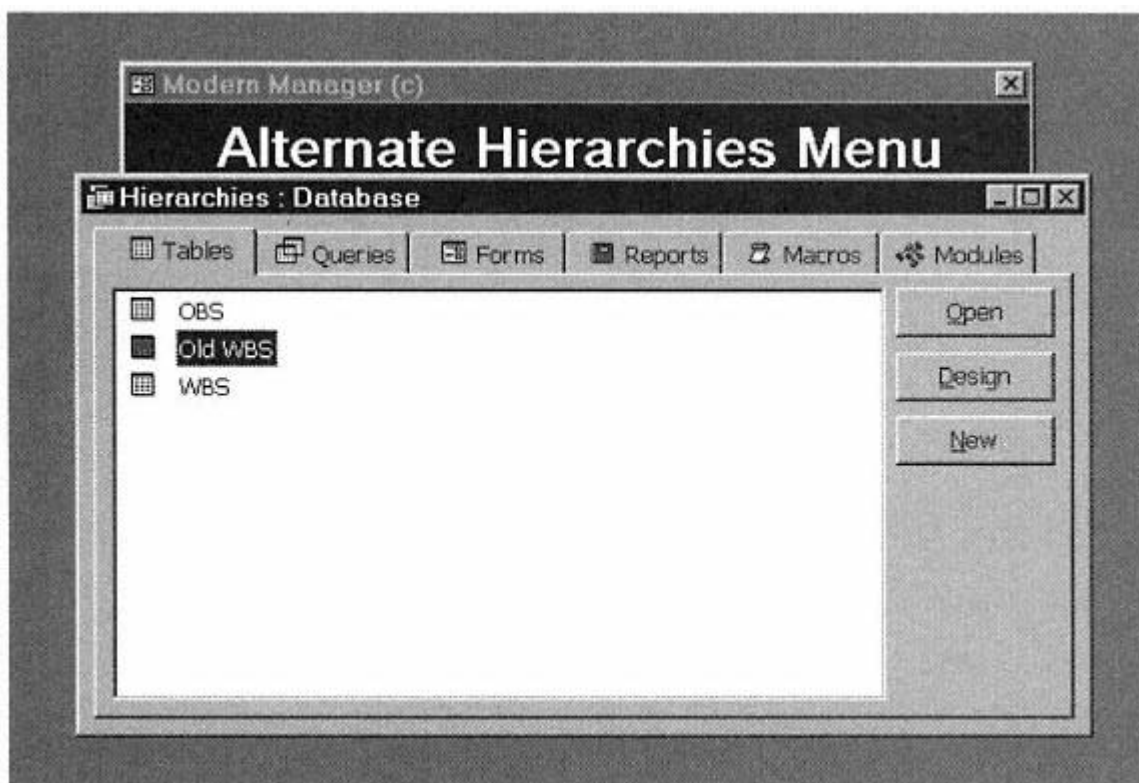 Modern Manager (c)
Alternate Hierarchies Menu
Hierarchies : Database
Tables Queries Forms Reports Macros Modules
OBS
Old WBS
WBS
Open
Design
New